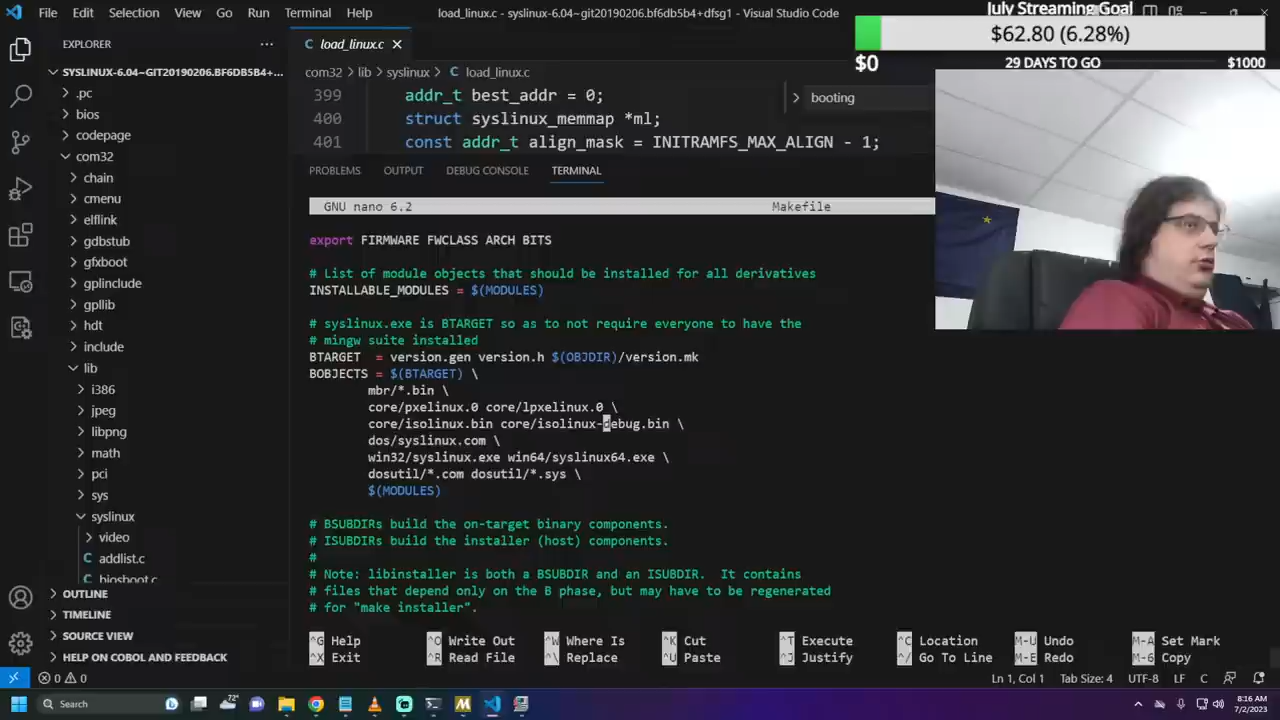 File Edit Selection View Go Run Terminal Help
load_linux.c - syslinux-6.04~git20190206.bf6db5b4+dfsg1 - Visual Studio Code
July Streaming Goal
$62.80 (6.28%)
$0 29 DAYS TO GO $1000
EXPLORER
SYSLINUX-6.04~GIT20190206.BF6DB5B4+...
.pc
bios
codepage
com32
chain
cmenu
elflink
gdbstub
gfxboot
gplinclude
gpllib
hdt
include
lib
i386
jpeg
libpng
math
pci
sys
syslinux
video
C addlist.c
C biosboot.c
OUTLINE
TIMELINE
SOURCE VIEW
HELP ON COBOL AND FEEDBACK
C load_linux.c
com32 > lib > syslinux > C load_linux.c
booting
399 addr_t best_addr = 0;
400 struct syslinux_memmap *ml;
401 const addr_t align_mask = INITRAMFS_MAX_ALIGN - 1;
PROBLEMS OUTPUT DEBUG CONSOLE TERMINAL
GNU nano 6.2 Makefile
export FIRMWARE FWCLASS ARCH BITS
# List of module objects that should be installed for all derivatives
INSTALLABLE_MODULES = $(MODULES)
# syslinux.exe is BTARGET so as to not require everyone to have the
# mingw suite installed
BTARGET = version.gen version.h $(OBJDIR)/version.mk
BOBJECTS = $(BTARGET) \
mbr/*.bin \
core/pxelinux.0 core/lpxelinux.0 \
core/isolinux.bin core/isolinux-debug.bin \
dos/syslinux.com \
win32/syslinux.exe win64/syslinux64.exe \
dosutil/*.com dosutil/*.sys \
$(MODULES)
# BSUBDIRs build the on-target binary components.
# ISUBDIRs build the installer (host) components.
#
# Note: libinstaller is both a BSUBDIR and an ISUBDIR. It contains
# files that depend only on the B phase, but may have to be regenerated
# for "make installer".
^G Help ^O Write Out ^W Where Is ^K Cut ^T Execute ^C Location M-U Undo M-A Set Mark
^X Exit ^R Read File ^\ Replace ^U Paste ^J Justify ^/ Go To Line M-E Redo M-6 Copy
0 0 Ln 1, Col 1 Tab Size: 4 UTF-8 LF C
Search 72° 8:16 AM
7/2/2023